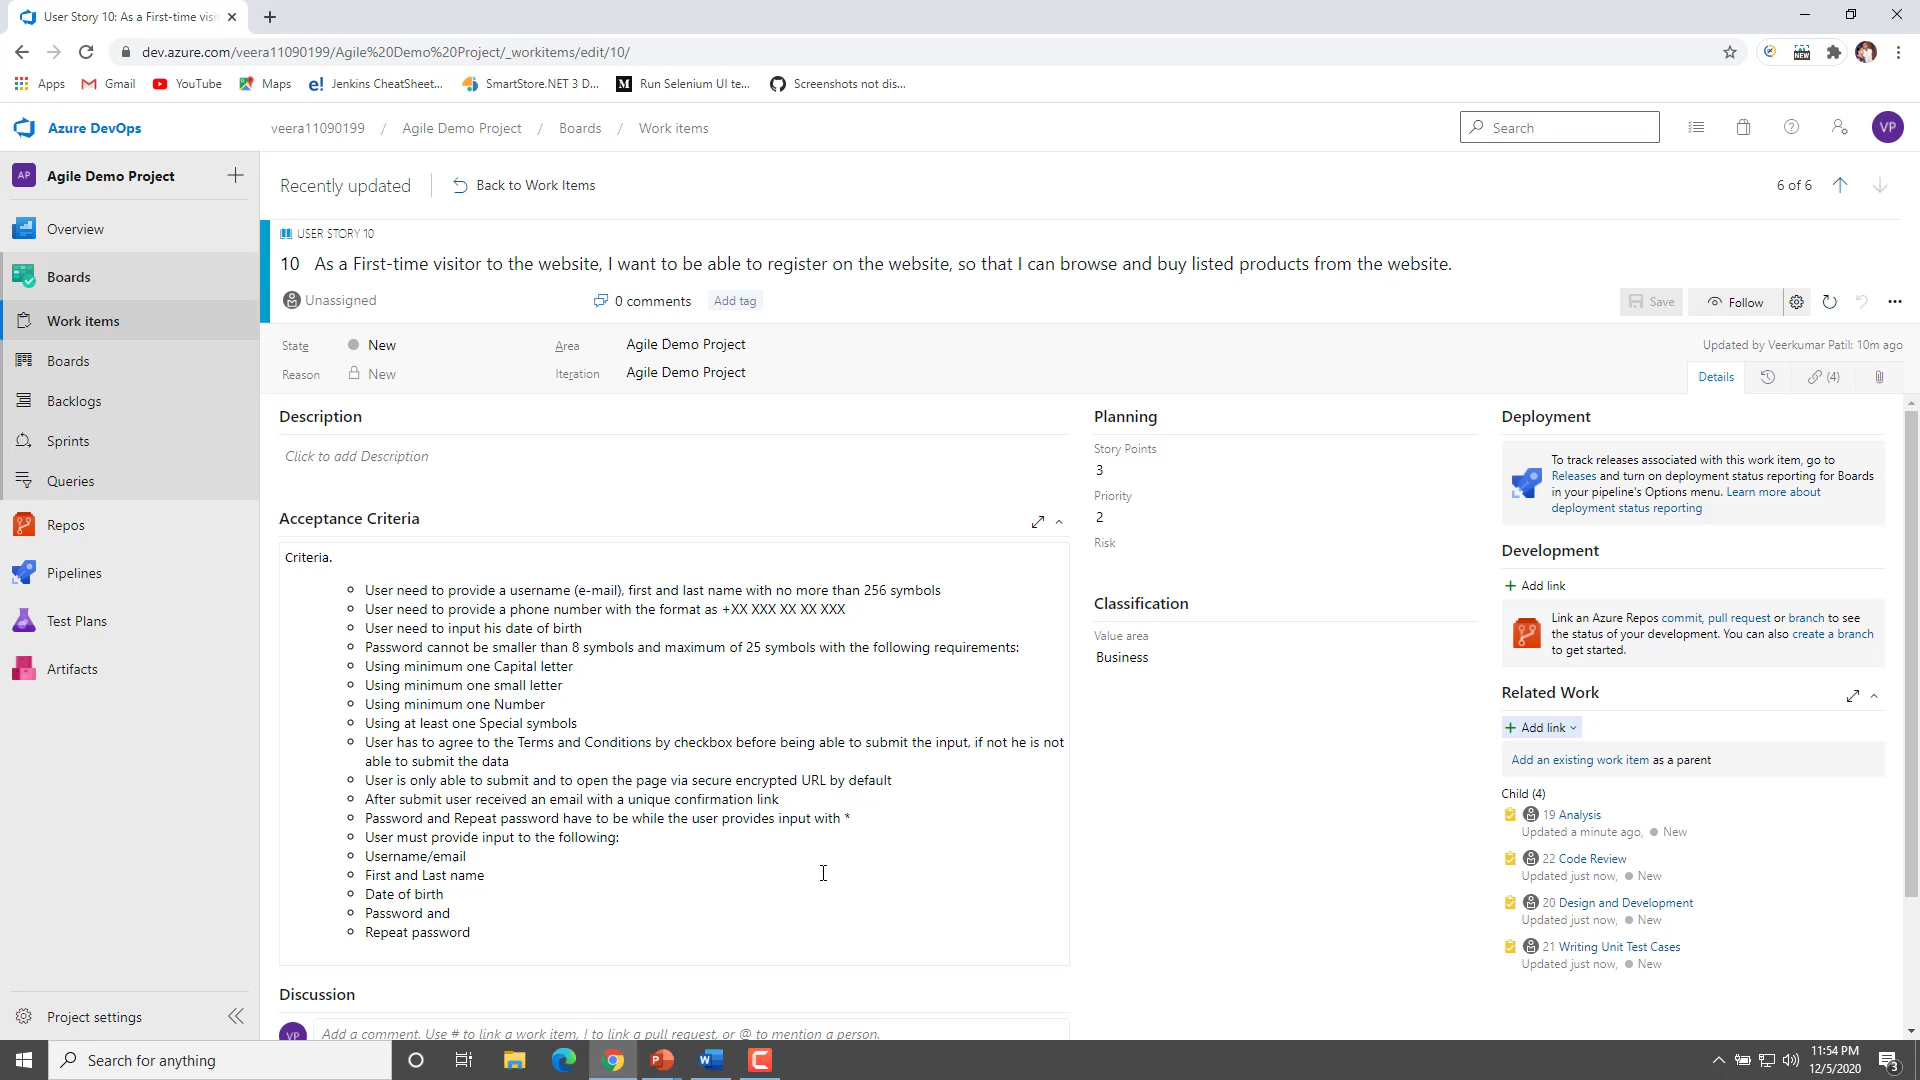 User Story 10: As a First-time visi
dev.azure.com/veera11090199/Agile%20Demo%20Project/_workitems/edit/10/
Apps Gmail YouTube Maps Jenkins CheatSheet... SmartStore.NET 3 D... Run Selenium UI te... Screenshots not dis...
Azure DevOps veera11090199 / Agile Demo Project / Boards / Work items Search VP
AP Agile Demo Project
Overview
Boards
Work items
Boards
Backlogs
Sprints
Queries
Repos
Pipelines
Test Plans
Artifacts
Project settings
Recently updated Back to Work Items 6 of 6
USER STORY 10
10 As a First-time visitor to the website, I want to be able to register on the website, so that I can browse and buy listed products from the website.
Unassigned 0 comments Add tag Save Follow
State New Area Agile Demo Project Updated by Veerkumar Patil: 10m ago
Reason New Iteration Agile Demo Project
Details (4)
Description
Click to add Description
Acceptance Criteria
Criteria.
User need to provide a username (e-mail), first and last name with no more than 256 symbols
User need to provide a phone number with the format as +XX XXX XX XX XXX
User need to input his date of birth
Password cannot be smaller than 8 symbols and maximum of 25 symbols with the following requirements:
Using minimum one Capital letter
Using minimum one small letter
Using minimum one Number
Using at least one Special symbols
User has to agree to the Terms and Conditions by checkbox before being able to submit the input, if not he is not
able to submit the data
User is only able to submit and to open the page via secure encrypted URL by default
After submit user received an email with a unique confirmation link
Password and Repeat password have to be while the user provides input with *
User must provide input to the following:
Username/email
First and Last name
Date of birth
Password and
Repeat password
Discussion
VP Add a comment. Use # to link a work item, ! to link a pull request, or @ to mention a person.
Planning
Story Points
3
Priority
2
Risk
Classification
Value area
Business
Deployment
To track releases associated with this work item, go to
Releases and turn on deployment status reporting for Boards
in your pipeline's Options menu. Learn more about
deployment status reporting
Development
+ Add link
Link an Azure Repos commit, pull request or branch to see
the status of your development. You can also create a branch
to get started.
Related Work
+ Add link
Add an existing work item as a parent
Child (4)
19 Analysis
Updated a minute ago, New
22 Code Review
Updated just now, New
20 Design and Development
Updated just now, New
21 Writing Unit Test Cases
Updated just now, New
Search for anything
11:54 PM
12/5/2020
3